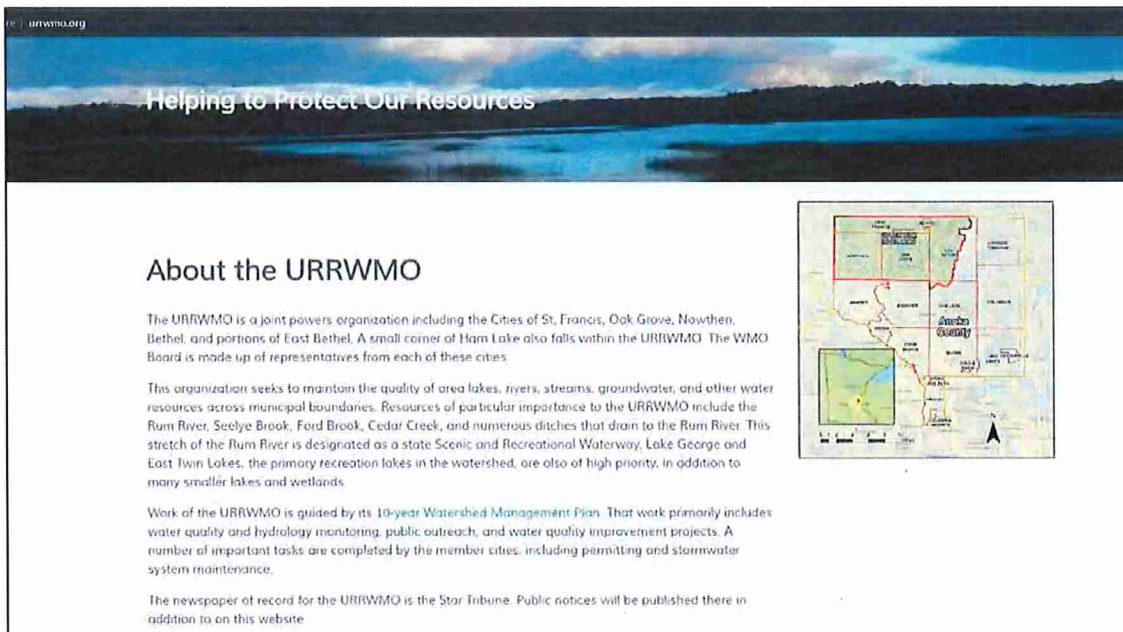 urrwmo.org
Helping to Protect Our Resources
About the URRWMO
The URRWMO is a joint powers organization including the Cities of St. Francis, Oak Grove, Nowthen,
Bethel, and portions of East Bethel. A small corner of Ham Lake also falls within the URRWMO. The WMO
Board is made up of representatives from each of these cities.
This organization seeks to maintain the quality of area lakes, rivers, streams, groundwater, and other water
resources across municipal boundaries. Resources of particular importance to the URRWMO include the
Rum River, Seelye Brook, Ford Brook, Cedar Creek, and numerous ditches that drain to the Rum River. This
stretch of the Rum River is designated as a state Scenic and Recreational Waterway. Lake George and
East Twin Lakes, the primary recreation lakes in the watershed, are also of high priority, in addition to
many smaller lakes and wetlands.
Work of the URRWMO is guided by its 10-year Watershed Management Plan. That work primarily includes
water quality and hydrology monitoring, public outreach, and water quality improvement projects. A
number of important tasks are completed by the member cities, including permitting and stormwater
system maintenance.
The newspaper of record for the URRWMO is the Star Tribune. Public notices will be published there in
addition to on this website
Anoka
County
N